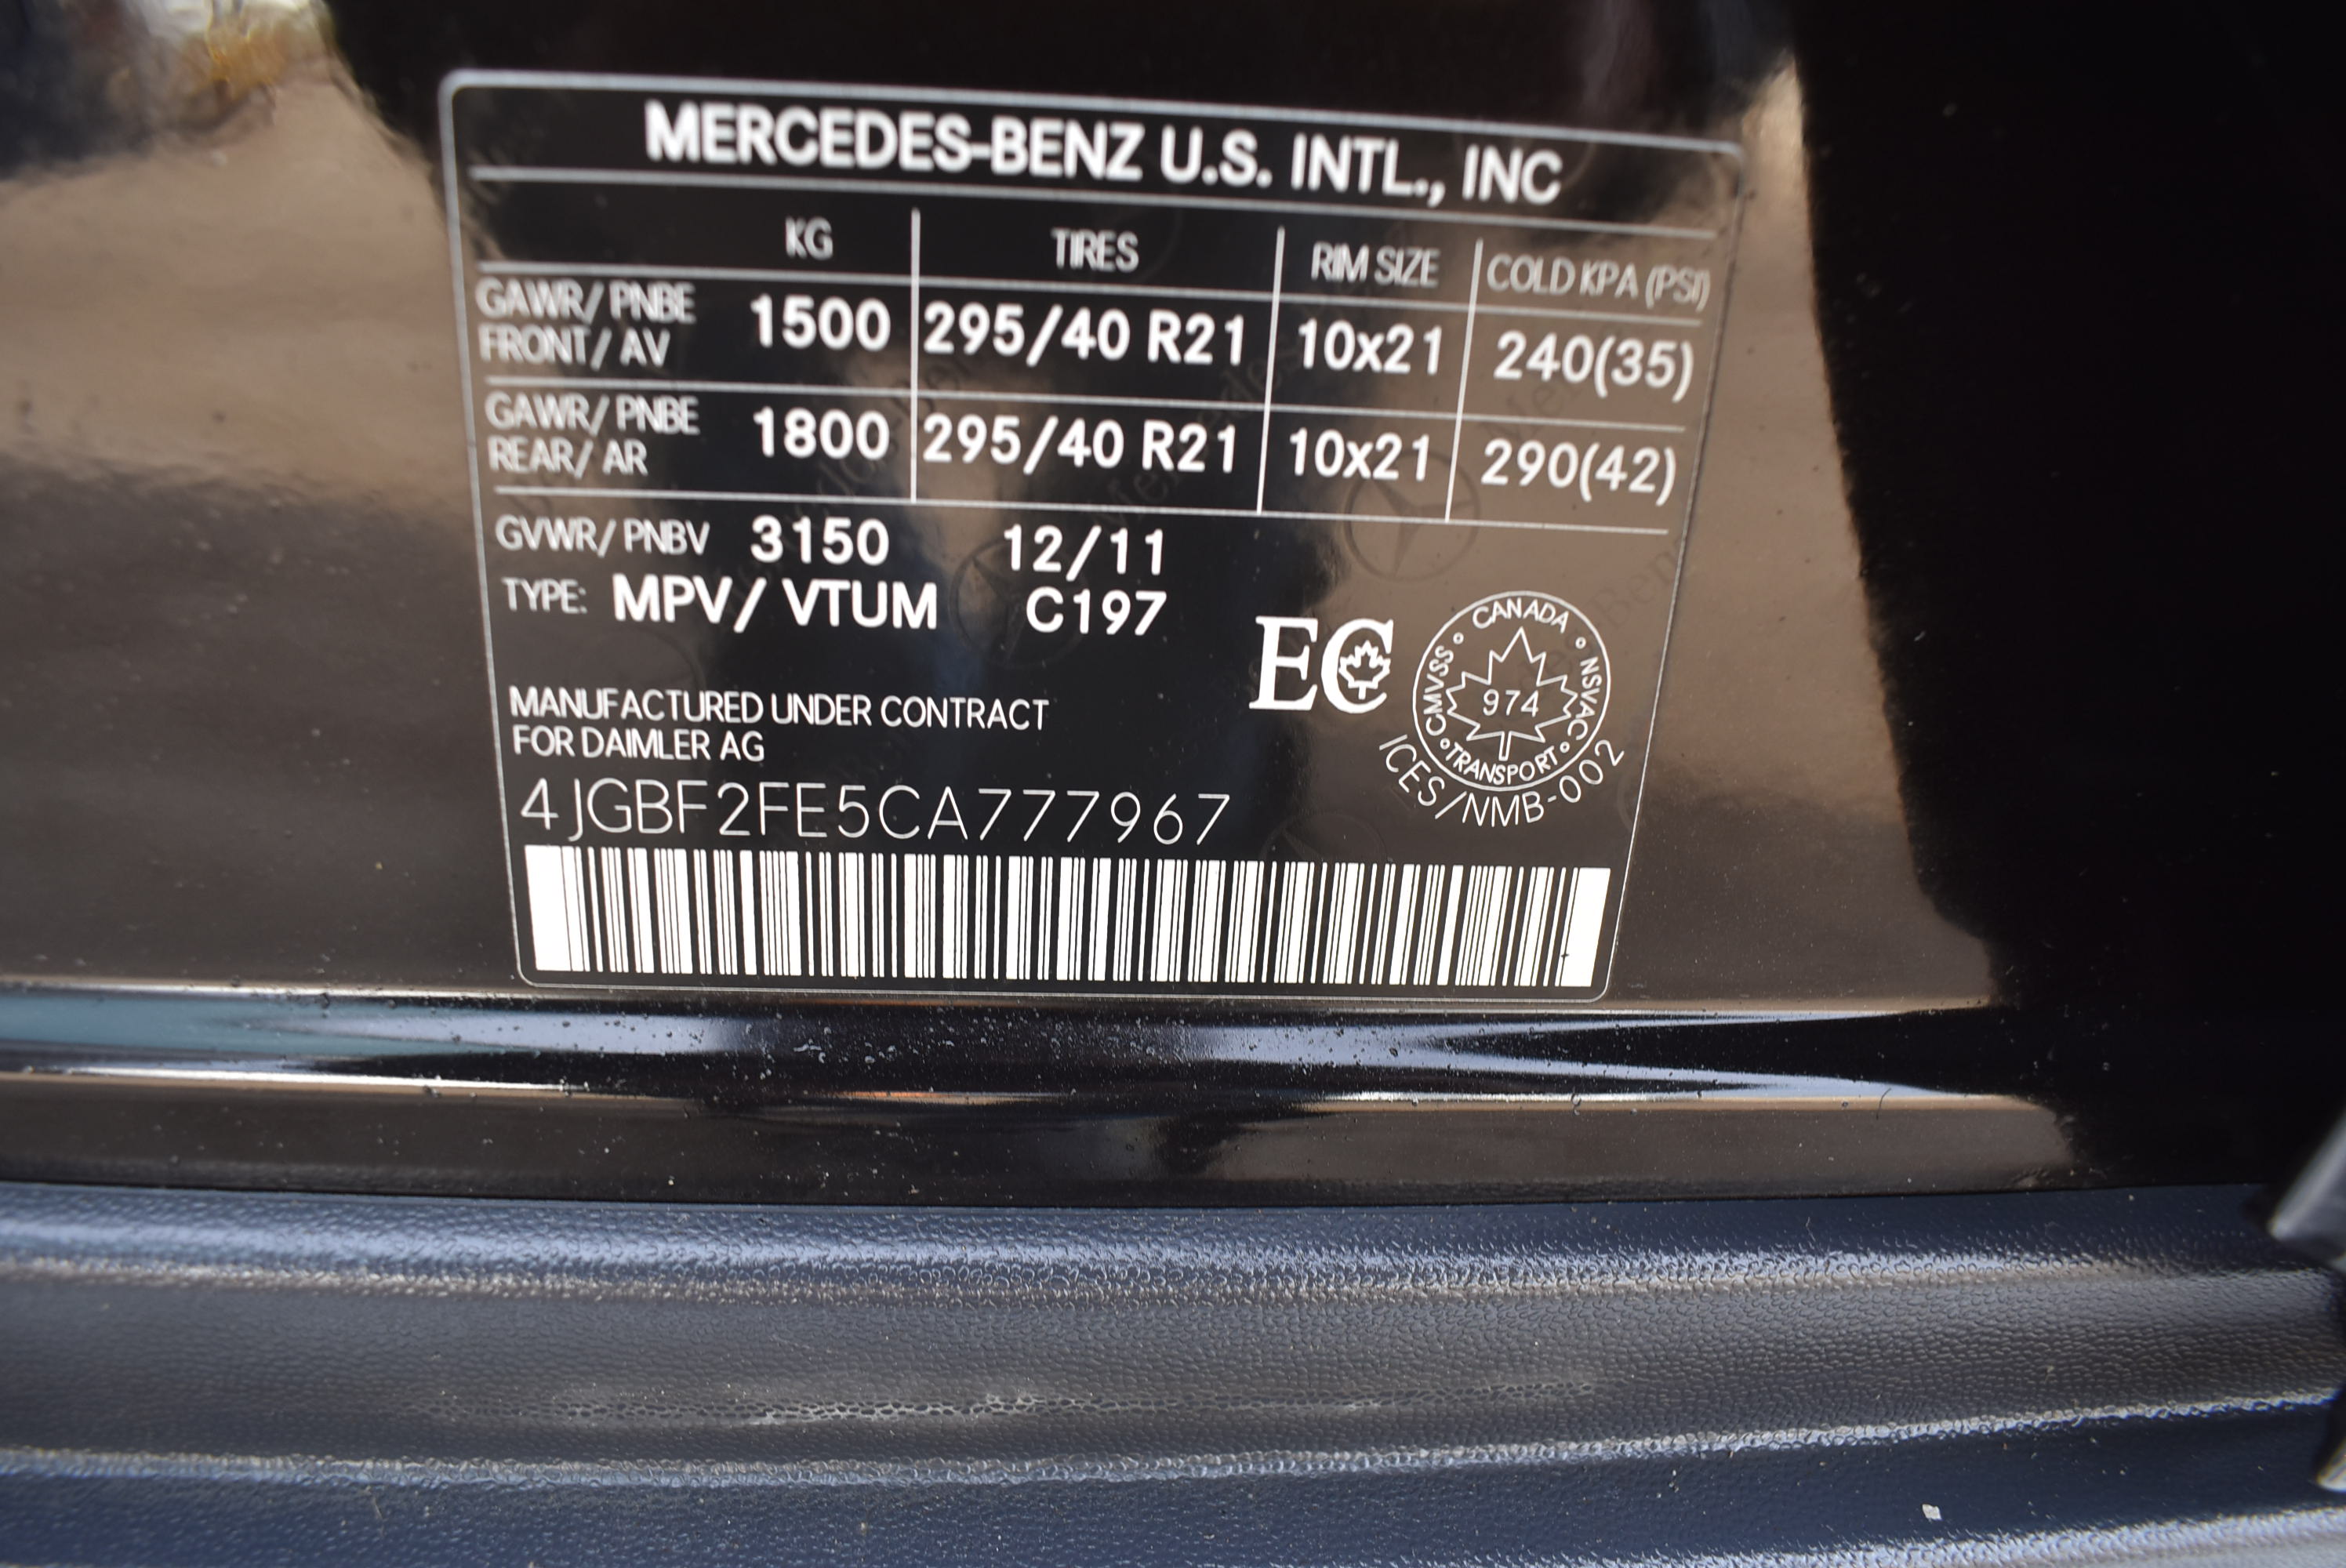 MERCEDES-BENZ U.S. INTL., INC
KG TIRES RIM SIZE COLD KPA (PSI)
GAWR/ PNBE
FRONT/ AV 1500 295/40 R21 10x21 240(35)
GAWR/ PNBE
REAR/ AR 1800 295/40 R21 10x21 290(42)
GVWR/ PNBV 3150 12/11
TYPE: MPV/ VTUM C197
EC
CANADA
CMVSS NSVAC
974
TRANSPORT
ICES/NMB-002
MANUFACTURED UNDER CONTRACT
FOR DAIMLER AG
4JGBF2FE5CA777967